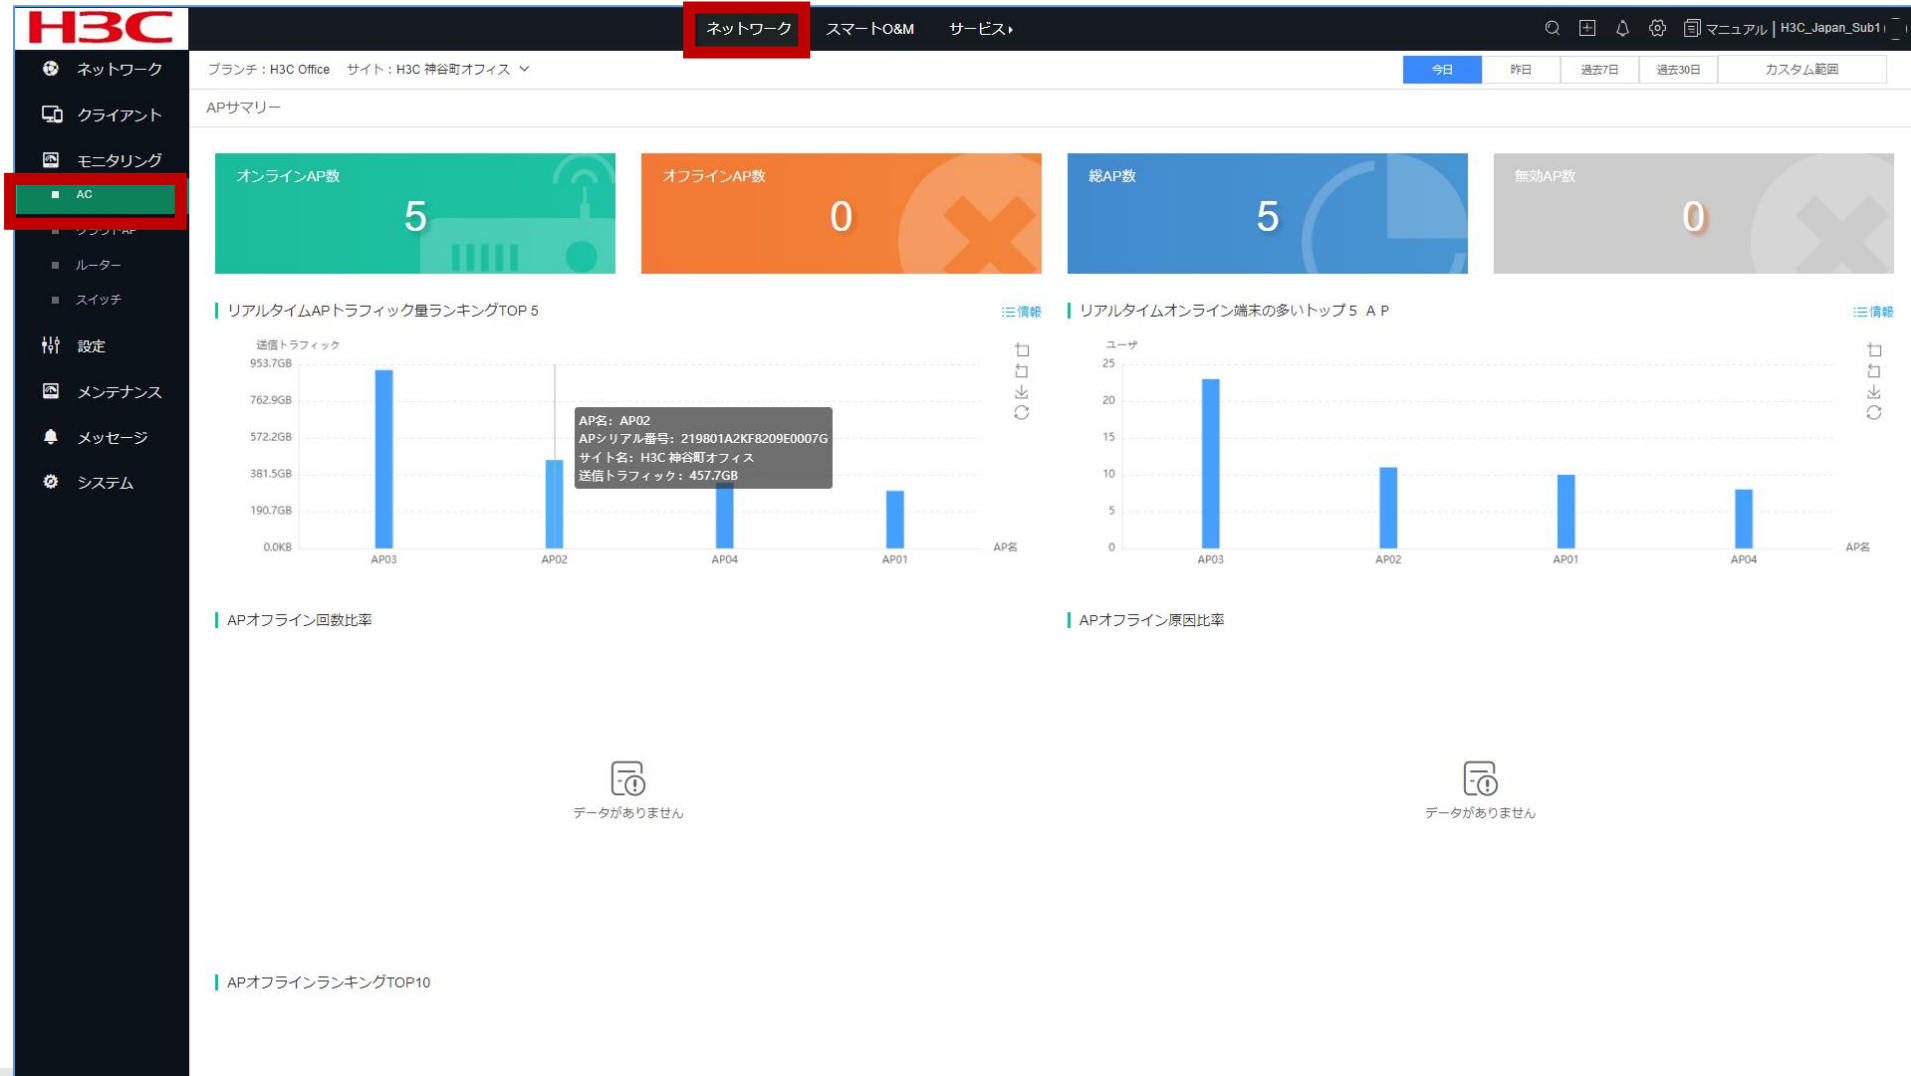 H3C
ネットワーク
スマートO&M
サービス
マニュアル
H3C_Japan_Sub1
ネットワーク
クライアント
モニタリング
AC
クラウドAP
ルーター
スイッチ
設定
メンテナンス
メッセージ
システム
ブランチ : H3C Office サイト : H3C 神谷町オフィス
今日
昨日
過去7日
過去30日
カスタム範囲
APサマリー
オンラインAP数
5
オフラインAP数
0
総AP数
5
無効AP数
0
リアルタイムAPトラフィック量ランキングTOP 5
情報
送信トラフィック
953.7GB
762.9GB
572.2GB
381.5GB
190.7GB
0.0KB
AP03
AP02
AP04
AP01
AP名
AP名: AP02
APシリアル番号: 219801A2KF8209E0007G
サイト名: H3C 神谷町オフィス
送信トラフィック: 457.7GB
リアルタイムオンライン端末の多いトップ5 AP
情報
ユーザ
25
20
15
10
5
0
AP03
AP02
AP01
AP04
AP名
APオフライン回数比率
データがありません
APオフライン原因比率
データがありません
APオフラインランキングTOP10